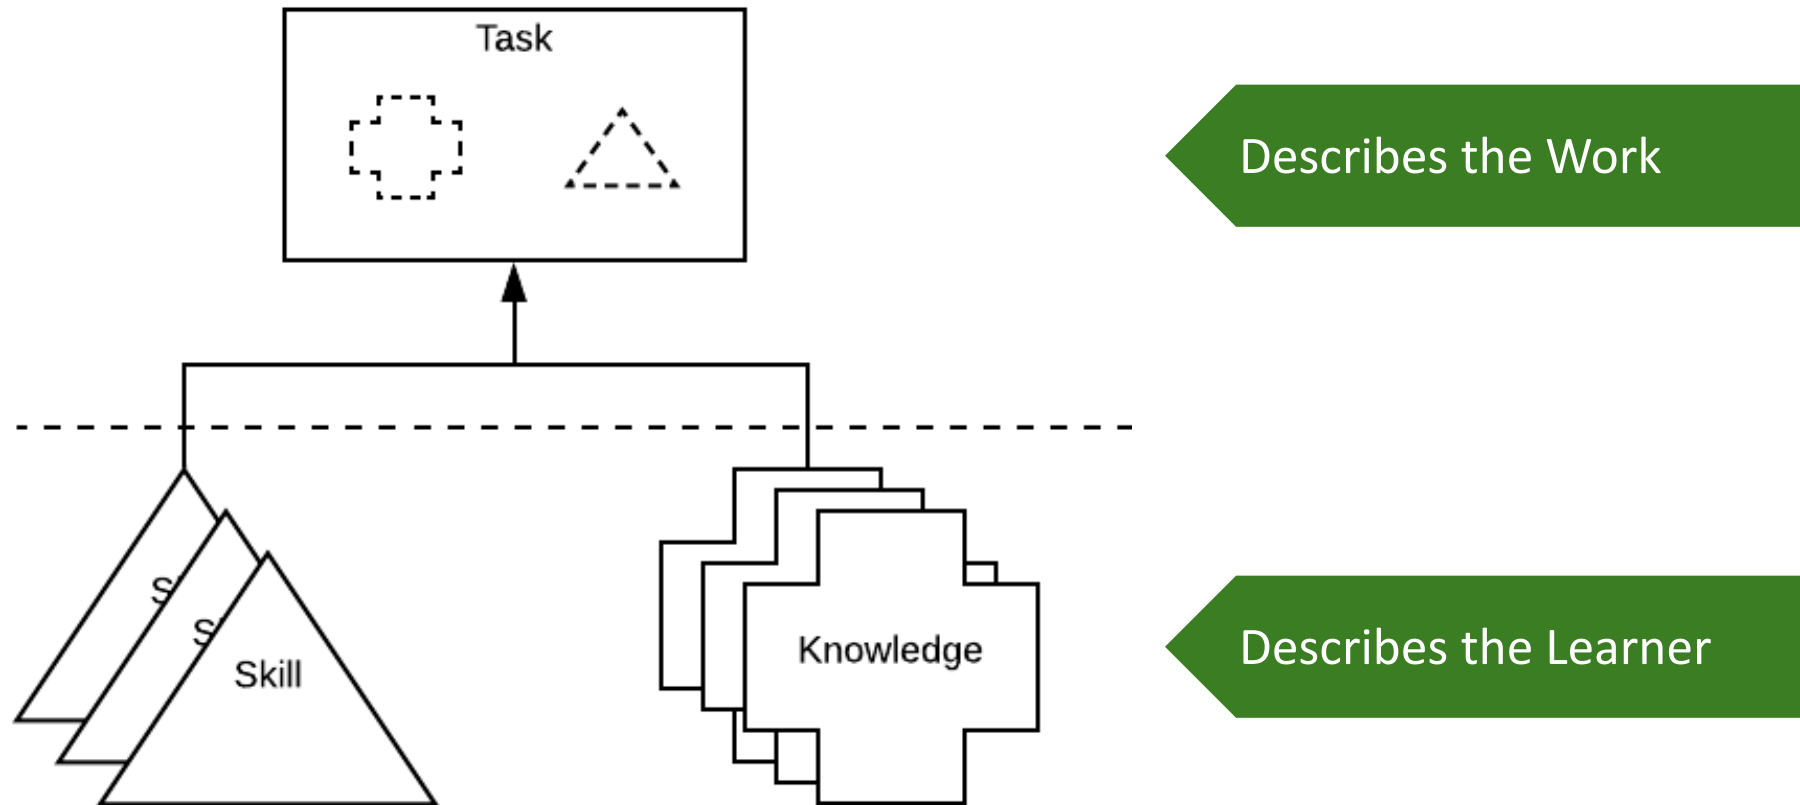 Task
Describes the Work
Skill
Knowledge
Describes the Learner